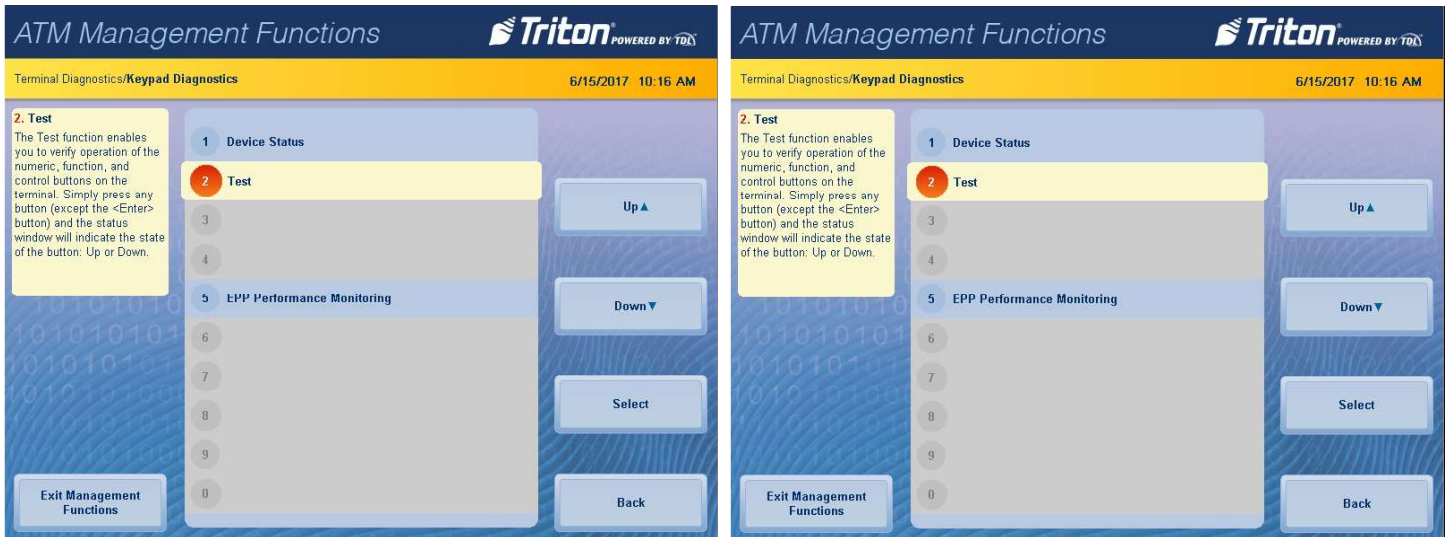 ATM Management Functions
Triton POWERED BY TDL
Terminal Diagnostics/Keypad Diagnostics
6/15/2017 10:16 AM
2. Test
The Test function enables
you to verify operation of the
numeric, function, and
control buttons on the
terminal. Simply press any
button (except the <Enter>
button) and the status
window will indicate the state
of the button: Up or Down.
1 Device Status
2 Test
3
4
5 EPP Performance Monitoring
6
7
8
9
0
Up▲
Down▼
Select
Back
Exit Management
Functions
ATM Management Functions
Triton POWERED BY TDL
Terminal Diagnostics/Keypad Diagnostics
6/15/2017 10:16 AM
2. Test
The Test function enables
you to verify operation of the
numeric, function, and
control buttons on the
terminal. Simply press any
button (except the <Enter>
button) and the status
window will indicate the state
of the button: Up or Down.
1 Device Status
2 Test
3
4
5 EPP Performance Monitoring
6
7
8
9
0
Up▲
Down▼
Select
Back
Exit Management
Functions